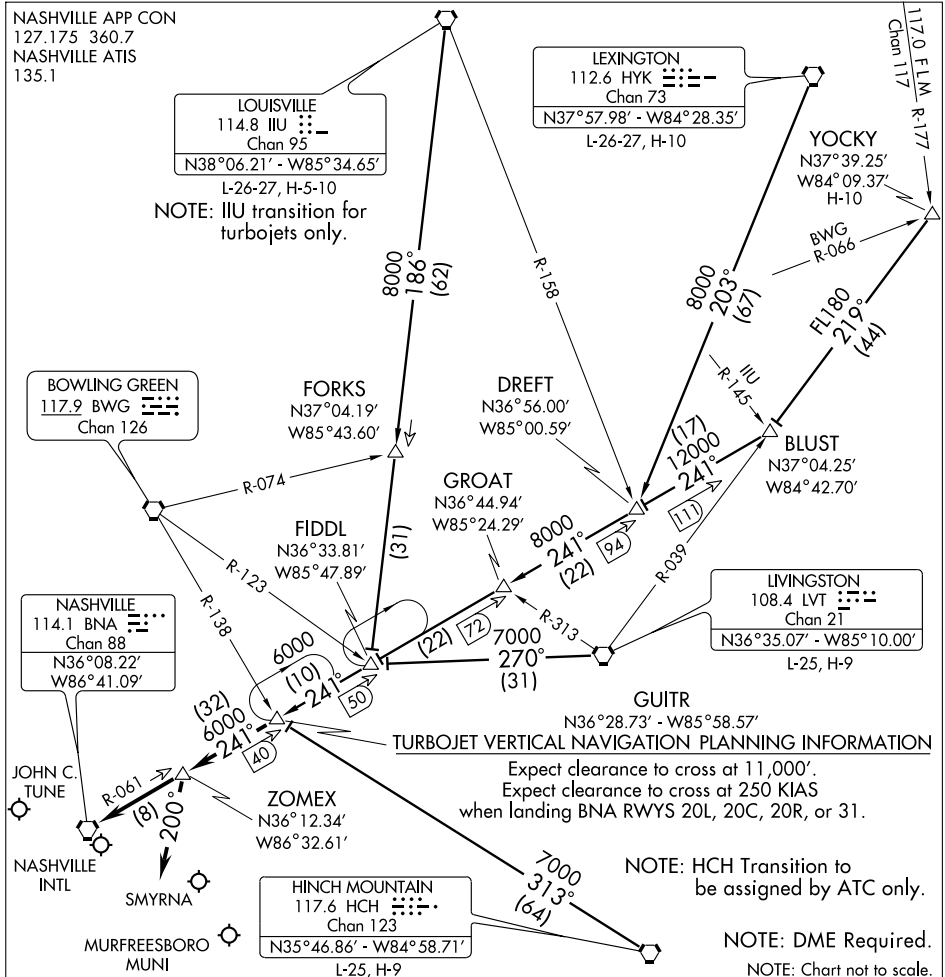 NASHVILLE APP CON
127.175 360.7
NASHVILLE ATIS
135.1
LOUISVILLE
114.8 IIU
Chan 95
N38°06.21' - W85°34.65'
L-26-27, H-5-10
NOTE: IIU transition for
turbojets only.
LEXINGTON
112.6 HYK
Chan 73
N37°57.98' - W84°28.35'
L-26-27, H-10
117.0 FLM
Chan 117
R-177
YOCKY
N37°39.25'
W84°09.37'
H-10
BWG
R-066
8000
186°
(62)
R-158
8000
203°
(67)
FL180
219°
(44)
IIU
R-145
BOWLING GREEN
117.9 BWG
Chan 126
FORKS
N37°04.19'
W85°43.60'
DREFT
N36°56.00'
W85°00.59'
(17)
12000
241°
111
BLUST
N37°04.25'
W84°42.70'
R-074
GROAT
N36°44.94'
W85°24.29'
FIDDL
N36°33.81'
W85°47.89'
(31)
8000
241°
(22)
94
R-039
R-123
R-138
NASHVILLE
114.1 BNA
Chan 88
N36°08.22'
W86°41.09'
LIVINGSTON
108.4 LVT
Chan 21
N36°35.07' - W85°10.00'
L-25, H-9
R-313
(22)
72
7000
270°
(31)
6000
(10)
241°
50
(32)
6000
241°
40
GUITR
N36°28.73' - W85°58.57'
TURBOJET VERTICAL NAVIGATION PLANNING INFORMATION
Expect clearance to cross at 11,000'.
Expect clearance to cross at 250 KIAS
when landing BNA RWYS 20L, 20C, 20R, or 31.
JOHN C.
TUNE
R-061
(8)
200°
ZOMEX
N36°12.34'
W86°32.61'
NASHVILLE
INTL
SMYRNA
MURFREESBORO
MUNI
HINCH MOUNTAIN
117.6 HCH
Chan 123
N35°46.86' - W84°58.71'
L-25, H-9
7000
313°
(64)
NOTE: HCH Transition to
be assigned by ATC only.
NOTE: DME Required.
NOTE: Chart not to scale.